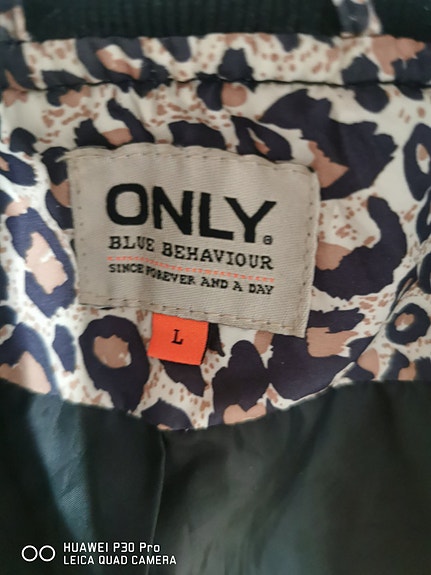 ONLY®
BLUE BEHAVIOUR
SINCE FOREVER AND A DAY
L
HUAWEI P30 Pro
LEICA QUAD CAMERA